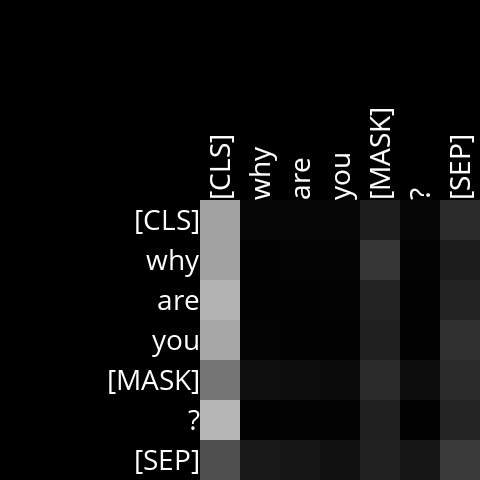 [CLS] why are you [MASK] ? [SEP]
[CLS]
why
are
you
[MASK]
?
[SEP]